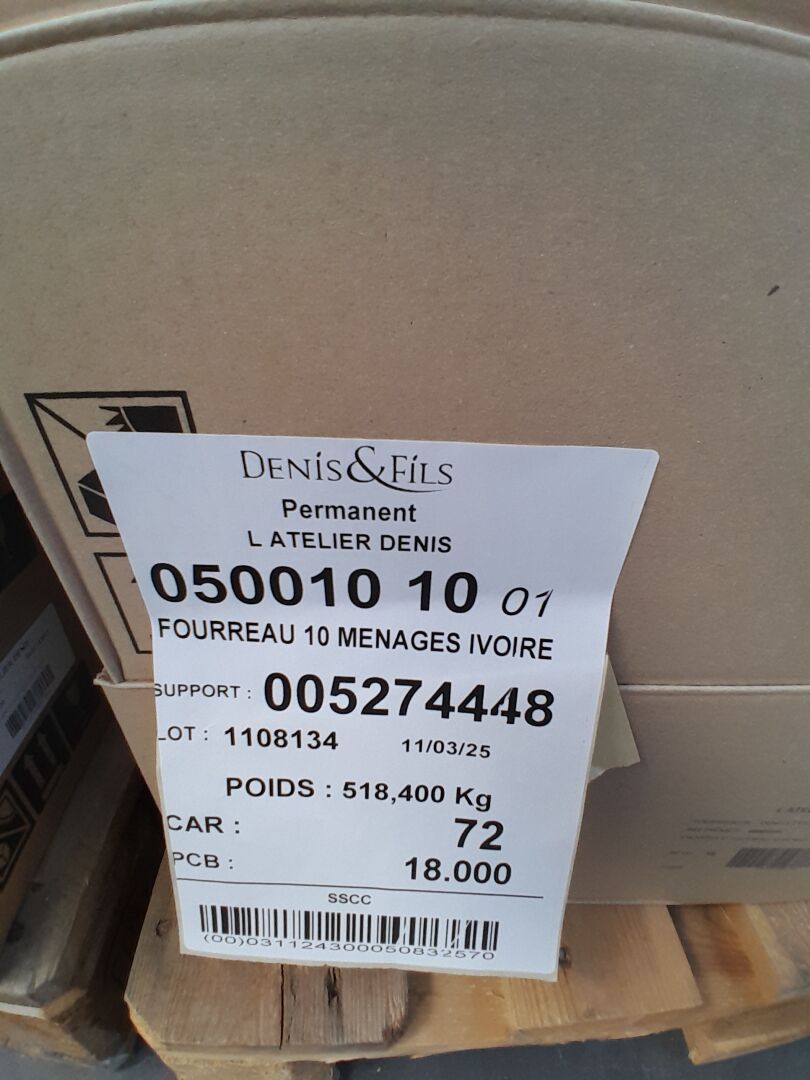 DENIS&FILS
Permanent
L ATELIER DENIS
050010 10 01
FOURREAU 10 MENAGES IVOIRE
SUPPORT : 005274448
LOT : 1108134 11/03/25
POIDS : 518,400 Kg
CAR : 72
PCB : 18.000
SSCC
(00)031124300050832570